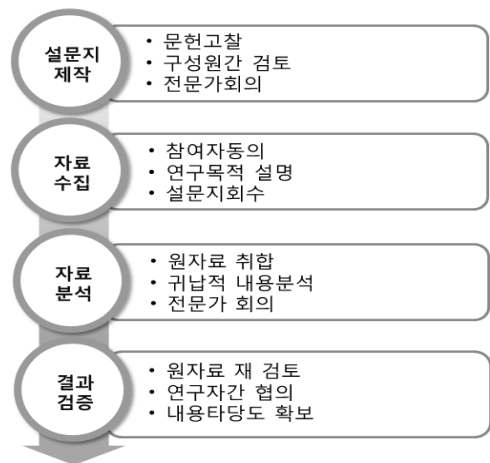 설문지
제작
• 문헌고찰
• 구성원간 검토
• 전문가회의
자료
수집
• 참여자동의
• 연구목적 설명
• 설문지회수
자료
분석
• 원자료 취합
• 귀납적 내용분석
• 전문가 회의
결과
검증
• 원자료 재 검토
• 연구자간 협의
• 내용타당도 확보